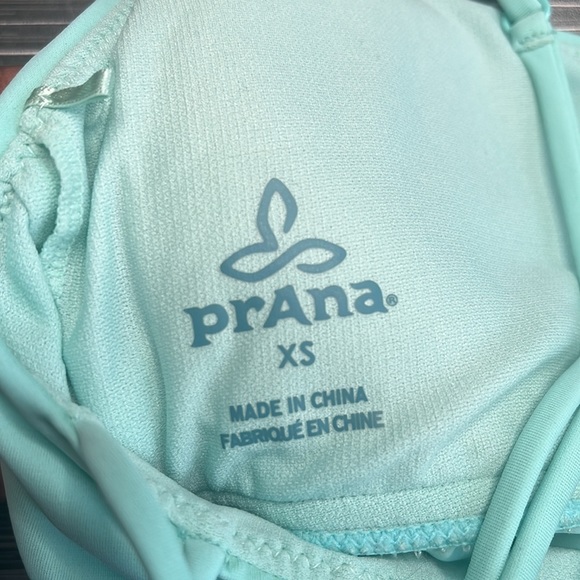 prAna®
XS
MADE IN CHINA
FABRIQUÉ EN CHINE